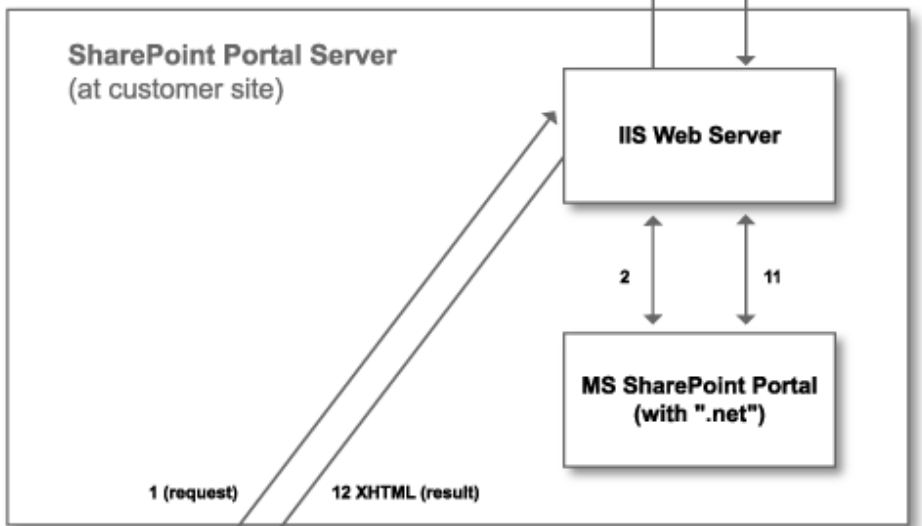 SharePoint Portal Server
(at customer site)
IIS Web Server
2
11
MS SharePoint Portal
(with ".net")
1 (request)
12 XHTML (result)